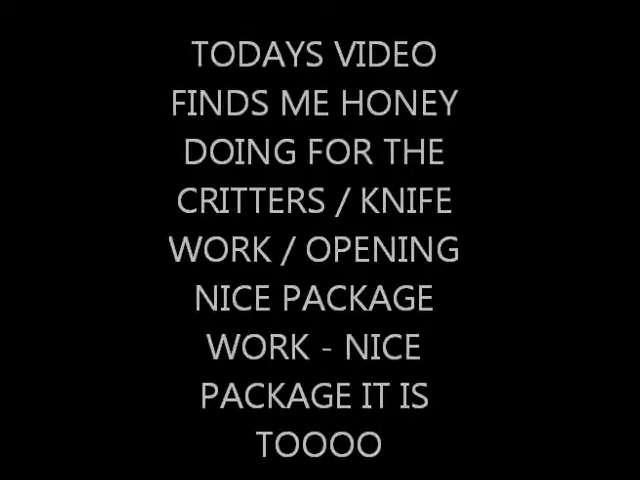 TODAYS VIDEO
FINDS ME HONEY
DOING FOR THE
CRITTERS / KNIFE
WORK / OPENING
NICE PACKAGE
WORK - NICE
PACKAGE IT IS
TOOOO